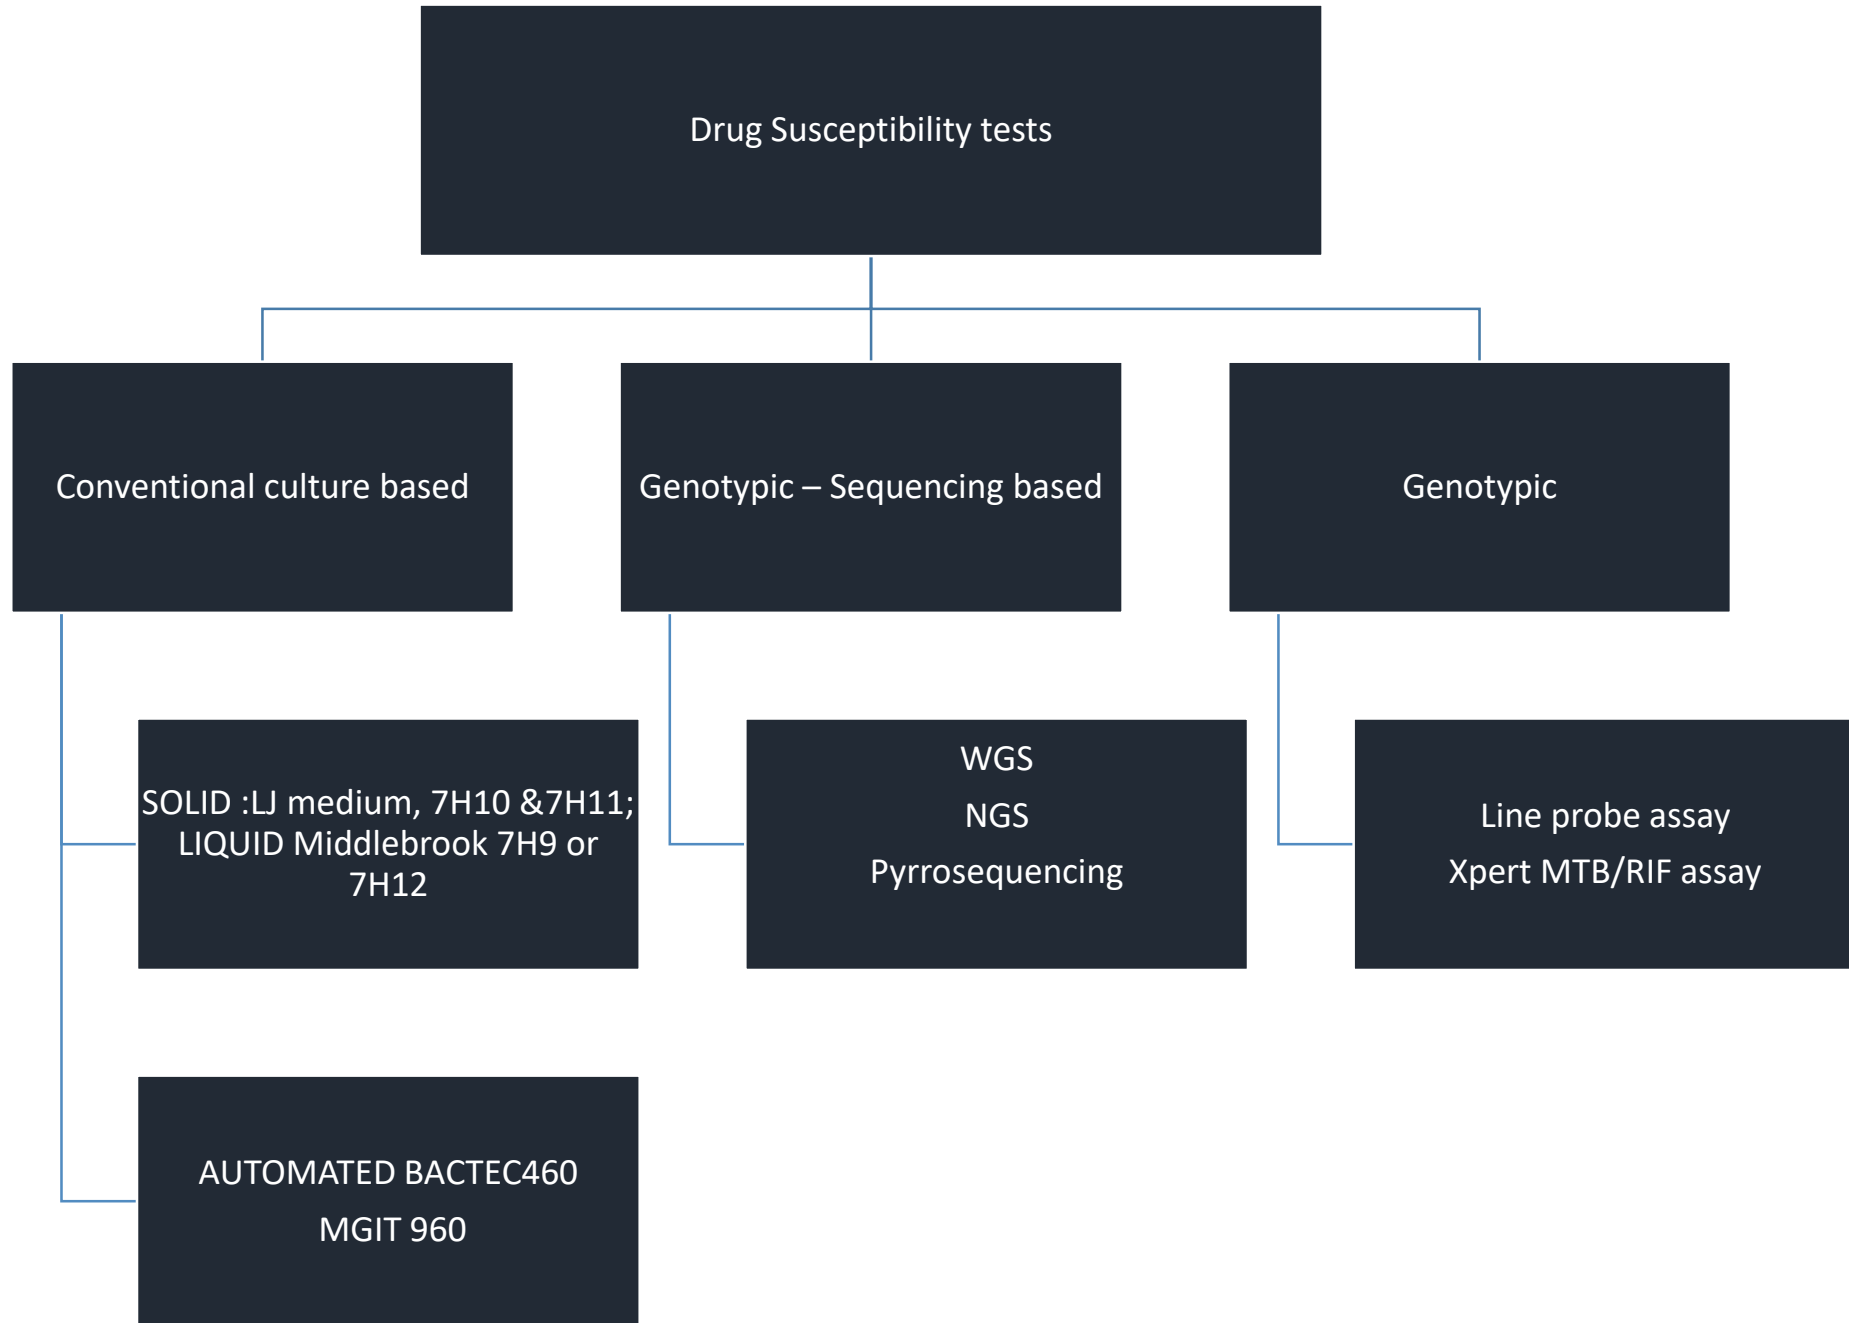 Drug Susceptibility tests
Conventional culture based
Genotypic – Sequencing based
Genotypic
SOLID :LJ medium, 7H10 &7H11;
LIQUID Middlebrook 7H9 or
7H12
WGS
NGS
Pyrrosequencing
Line probe assay
Xpert MTB/RIF assay
AUTOMATED BACTEC460
MGIT 960